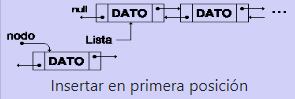 null
DATO DATO ...
nodo
Lista
DATO
Insertar en primera posición